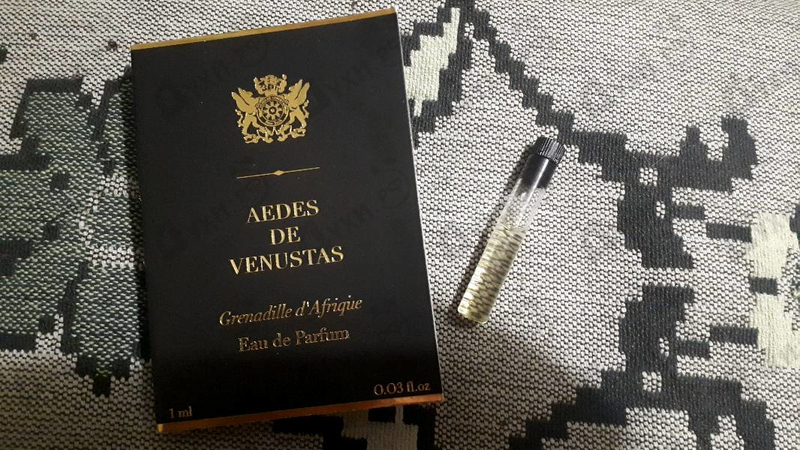 AEDES
DE
VENUSTAS
Grenadille d'Afrique
Eau de Parfum
1 ml
0.03 fl.oz